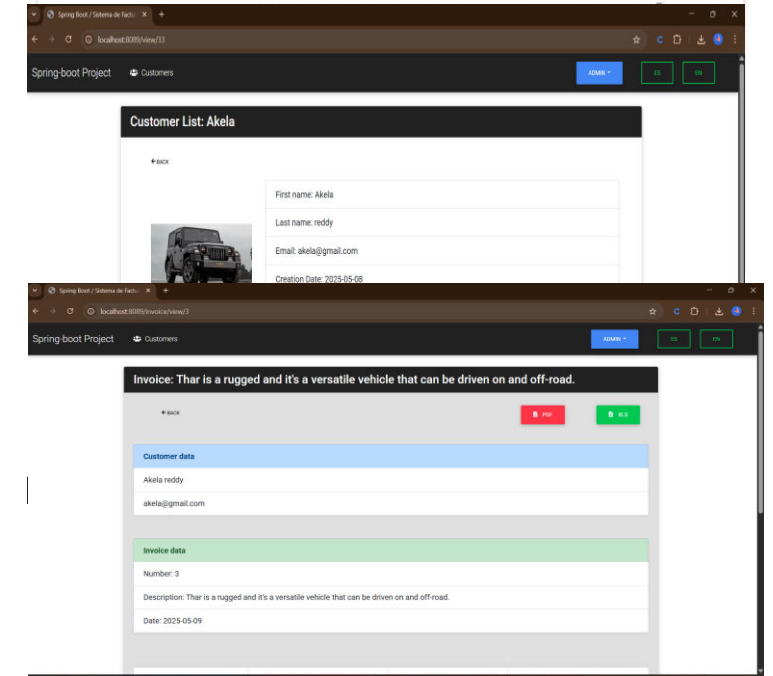 Spring Boot / Sistema de Factu
localhost:8089/view/33
Spring-boot Project Customers ADMIN ES EN
Customer List: Akela
BACK
First name: Akela
Last name: reddy
Email: akela@gmail.com
Creation Date: 2025-05-08
Spring Boot / Sistema de Factu
localhost:8089/invoice/view/3
Spring-boot Project Customers ADMIN ES EN
Invoice: Thar is a rugged and it's a versatile vehicle that can be driven on and off-road.
BACK PDF XLS
Customer data
Akela reddy
akela@gmail.com
Invoice data
Number: 3
Description: Thar is a rugged and it's a versatile vehicle that can be driven on and off-road.
Date: 2025-05-09